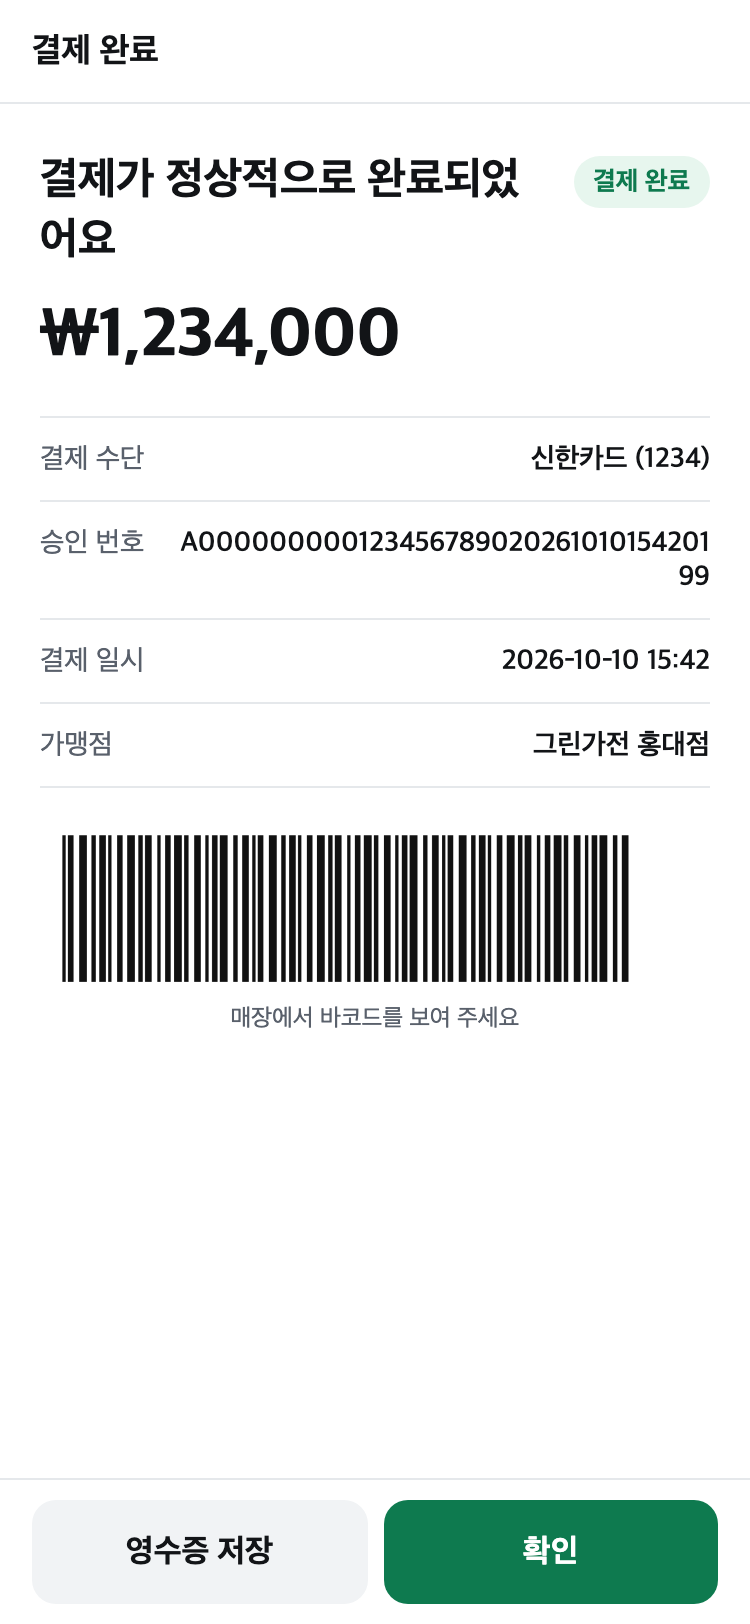 결제 완료
결제가 정상적으로 완료되었
어요
결제 완료
₩1,234,000
결제 수단
신한카드 (1234)
승인 번호
A0000000000123456789020261010154201
99
결제 일시
2026-10-10 15:42
가맹점
그린가전 홍대점
매장에서 바코드를 보여 주세요
영수증 저장
확인